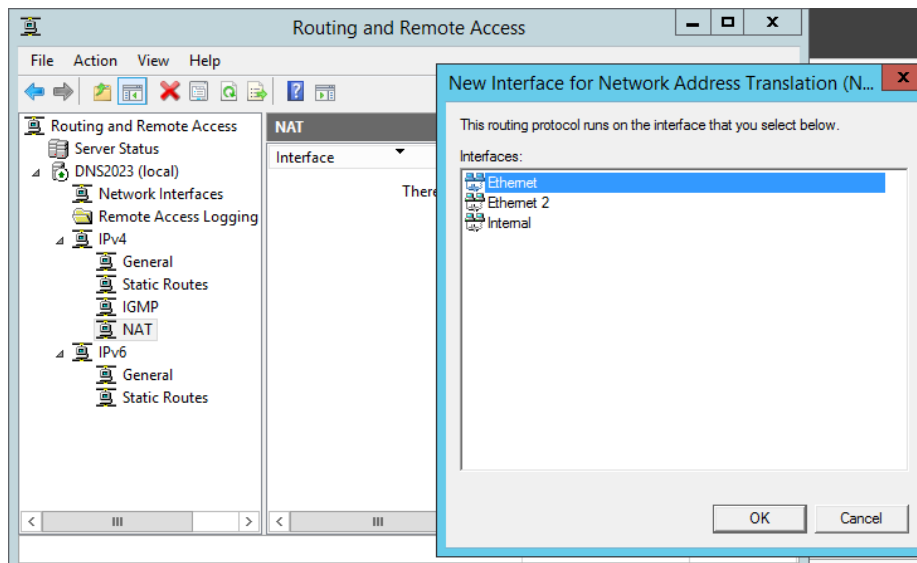 Routing and Remote Access
File Action View Help
Routing and Remote Access
Server Status
DNS2023 (local)
Network Interfaces
Remote Access Logging
IPv4
General
Static Routes
IGMP
NAT
IPv6
General
Static Routes
NAT
Interface
There
New Interface for Network Address Translation (N...
This routing protocol runs on the interface that you select below.
Interfaces:
Ethernet
Ethernet 2
Internal
OK Cancel